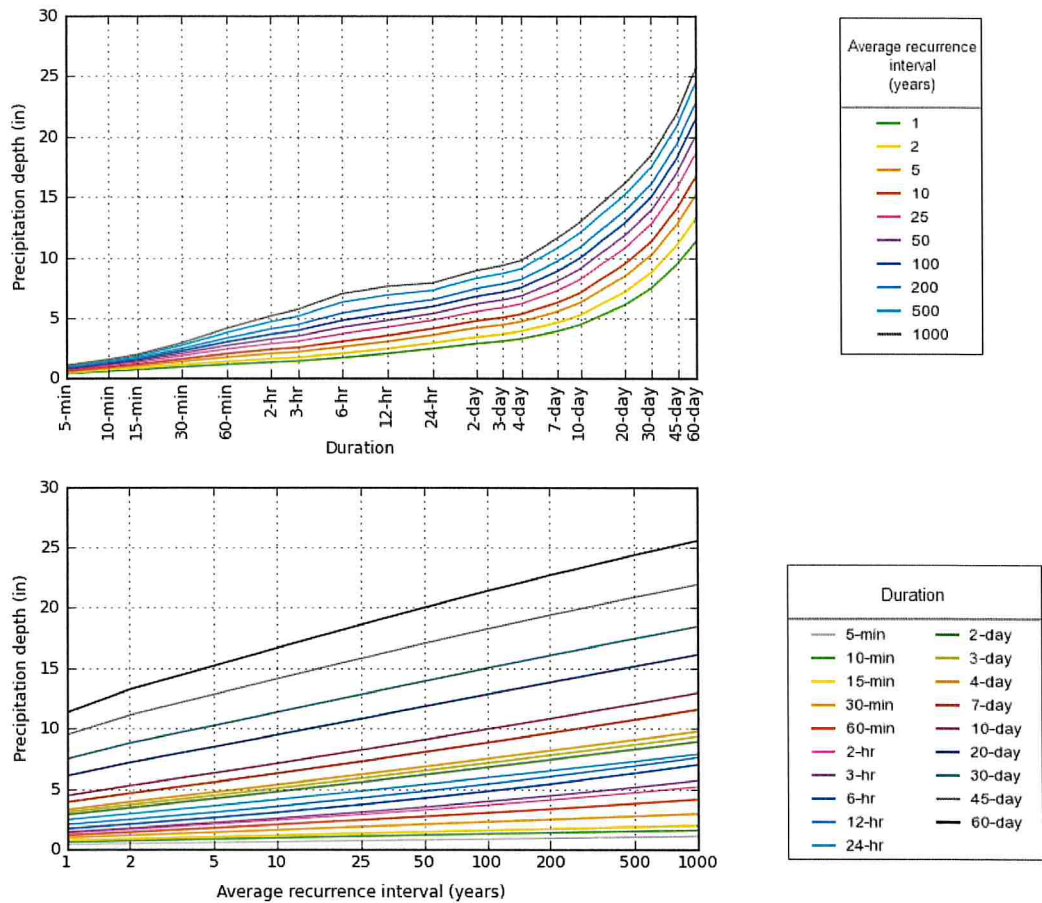 30
25
20
15
10
5
0
Precipitation depth (in)
5-min
10-min
15-min
30-min
60-min
2-hr
3-hr
6-hr
12-hr
24-hr
2-day
3-day
4-day
7-day
10-day
20-day
30-day
45-day
60-day
Duration
Average recurrence
interval
(years)
1
2
5
10
25
50
100
200
500
1000
30
25
20
15
10
5
0
Precipitation depth (in)
1 2 5 10 25 50 100 200 500 1000
Average recurrence interval (years)
Duration
5-min
10-min
15-min
30-min
60-min
2-hr
3-hr
6-hr
12-hr
24-hr
2-day
3-day
4-day
7-day
10-day
20-day
30-day
45-day
60-day